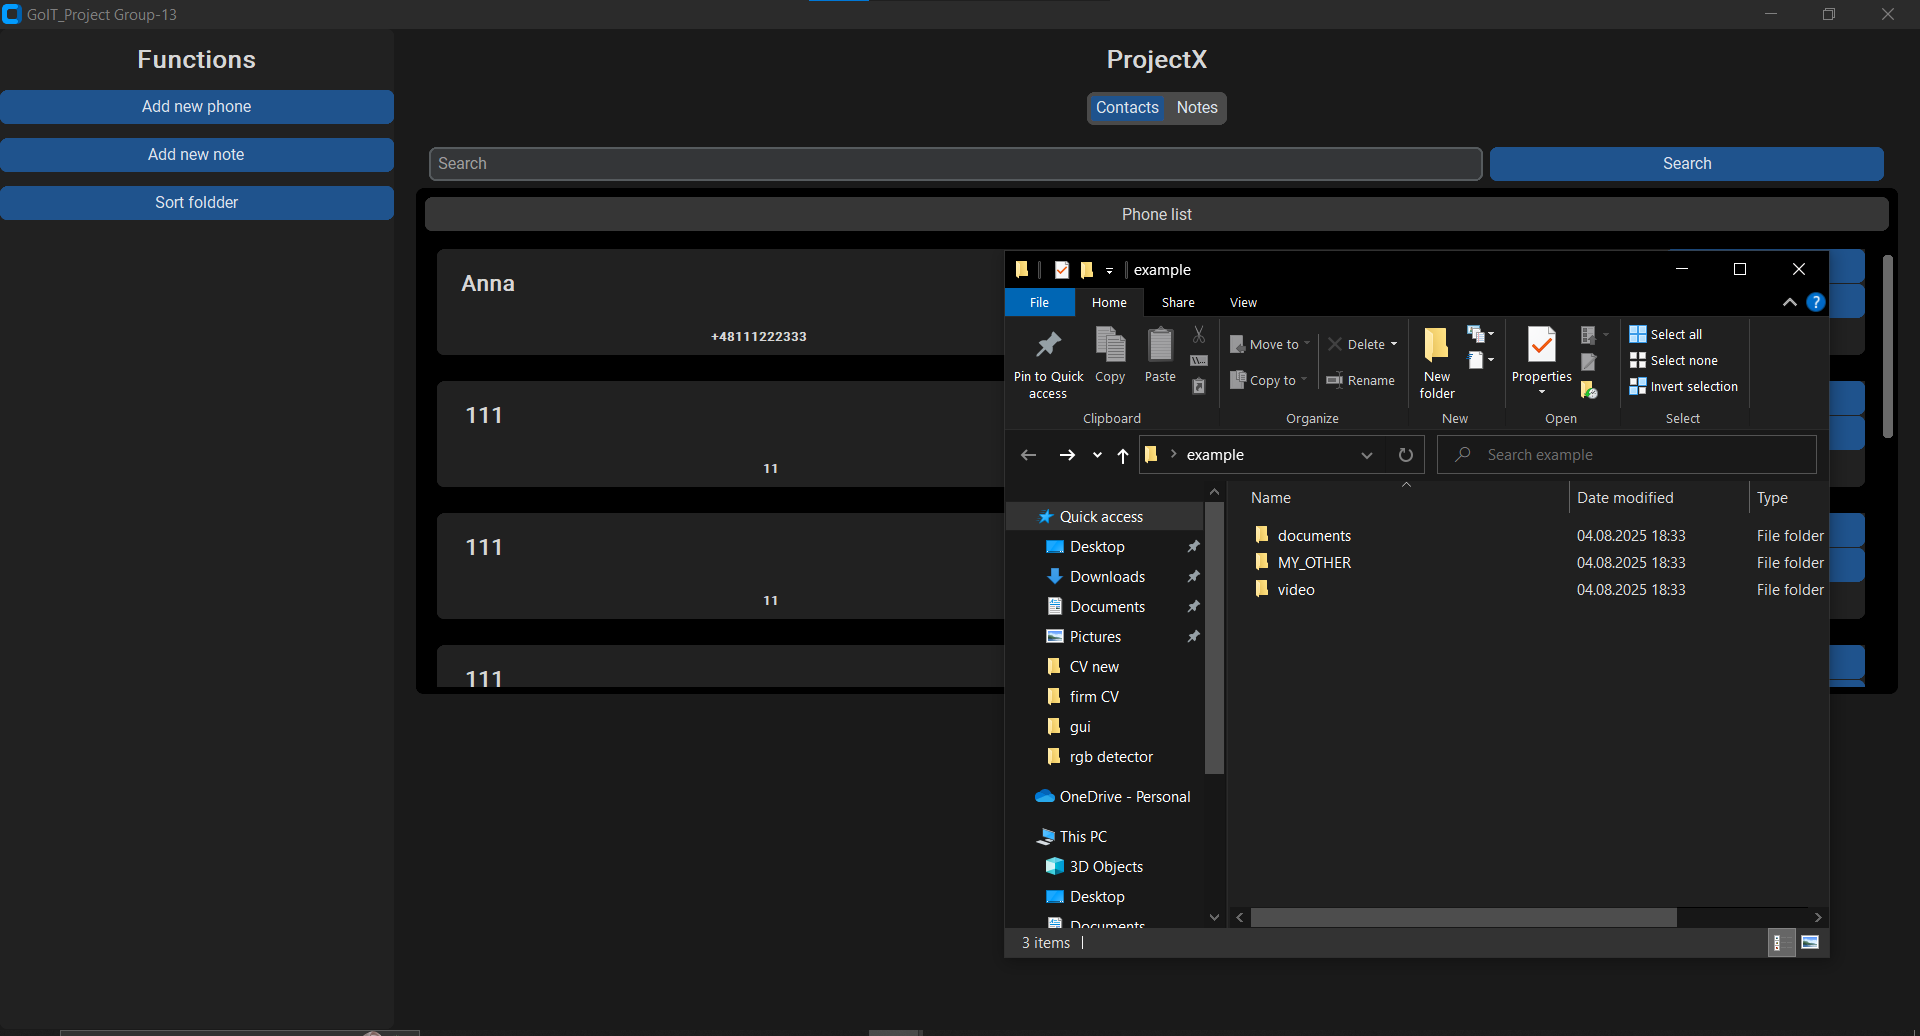 GoIT_Project Group-13
Functions
Add new phone
Add new note
Sort foldder
ProjectX
Contacts Notes
Search Search
Phone list
Anna
+48111222333
111
11
111
11
111
example
File Home Share View
Pin to Quick access
Copy
Paste
Clipboard
Move to
Copy to
Delete
Rename
Organize
New folder
New
Properties
Open
Select all
Select none
Invert selection
Select
example
Search example
Quick access
Desktop
Downloads
Documents
Pictures
CV new
firm CV
gui
rgb detector
OneDrive - Personal
This PC
3D Objects
Desktop
Documents
Name Date modified Type
documents 04.08.2025 18:33 File folder
MY_OTHER 04.08.2025 18:33 File folder
video 04.08.2025 18:33 File folder
3 items